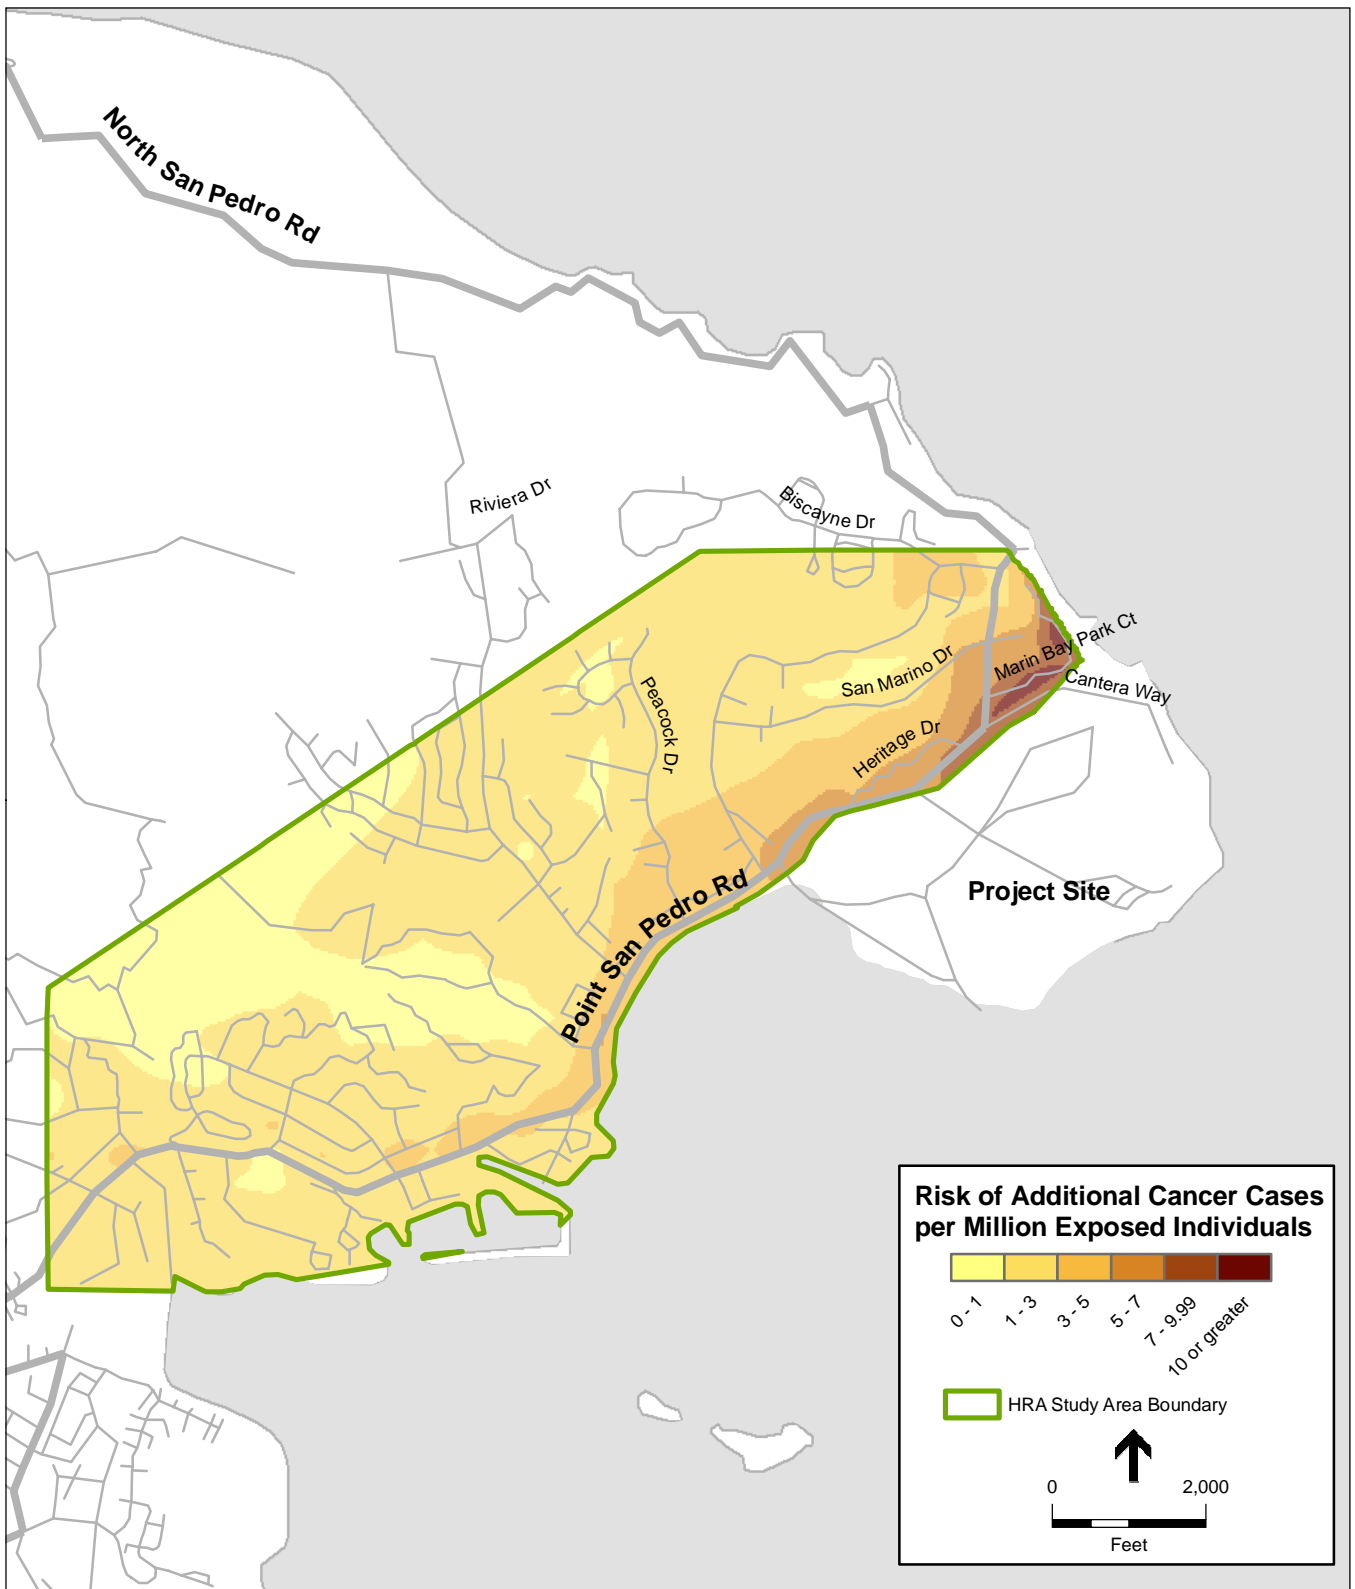 North San Pedro Rd
Riviera Dr
Biscayne Dr
Marin Bay Park Ct
San Marino Dr
Cantera Way
Peacock Dr
Heritage Dr
Project Site
Point San Pedro Rd
Risk of Additional Cancer Cases
per Million Exposed Individuals
0 - 1
1 - 3
3 - 5
5 - 7
7 - 9.99
10 or greater
HRA Study Area Boundary
0 2,000
Feet